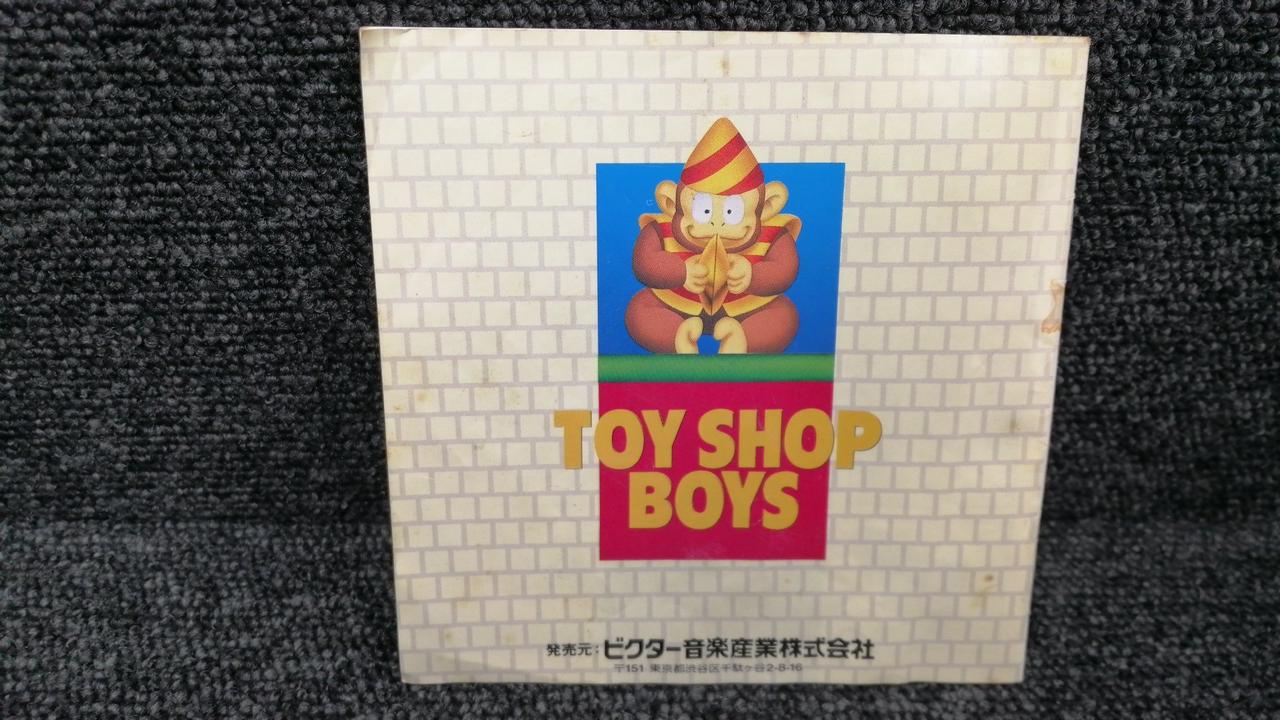 TOY SHOP
BOYS
発売元:ビクター音楽産業株式会社
〒151 東京都渋谷区千駄ヶ谷2-8-16